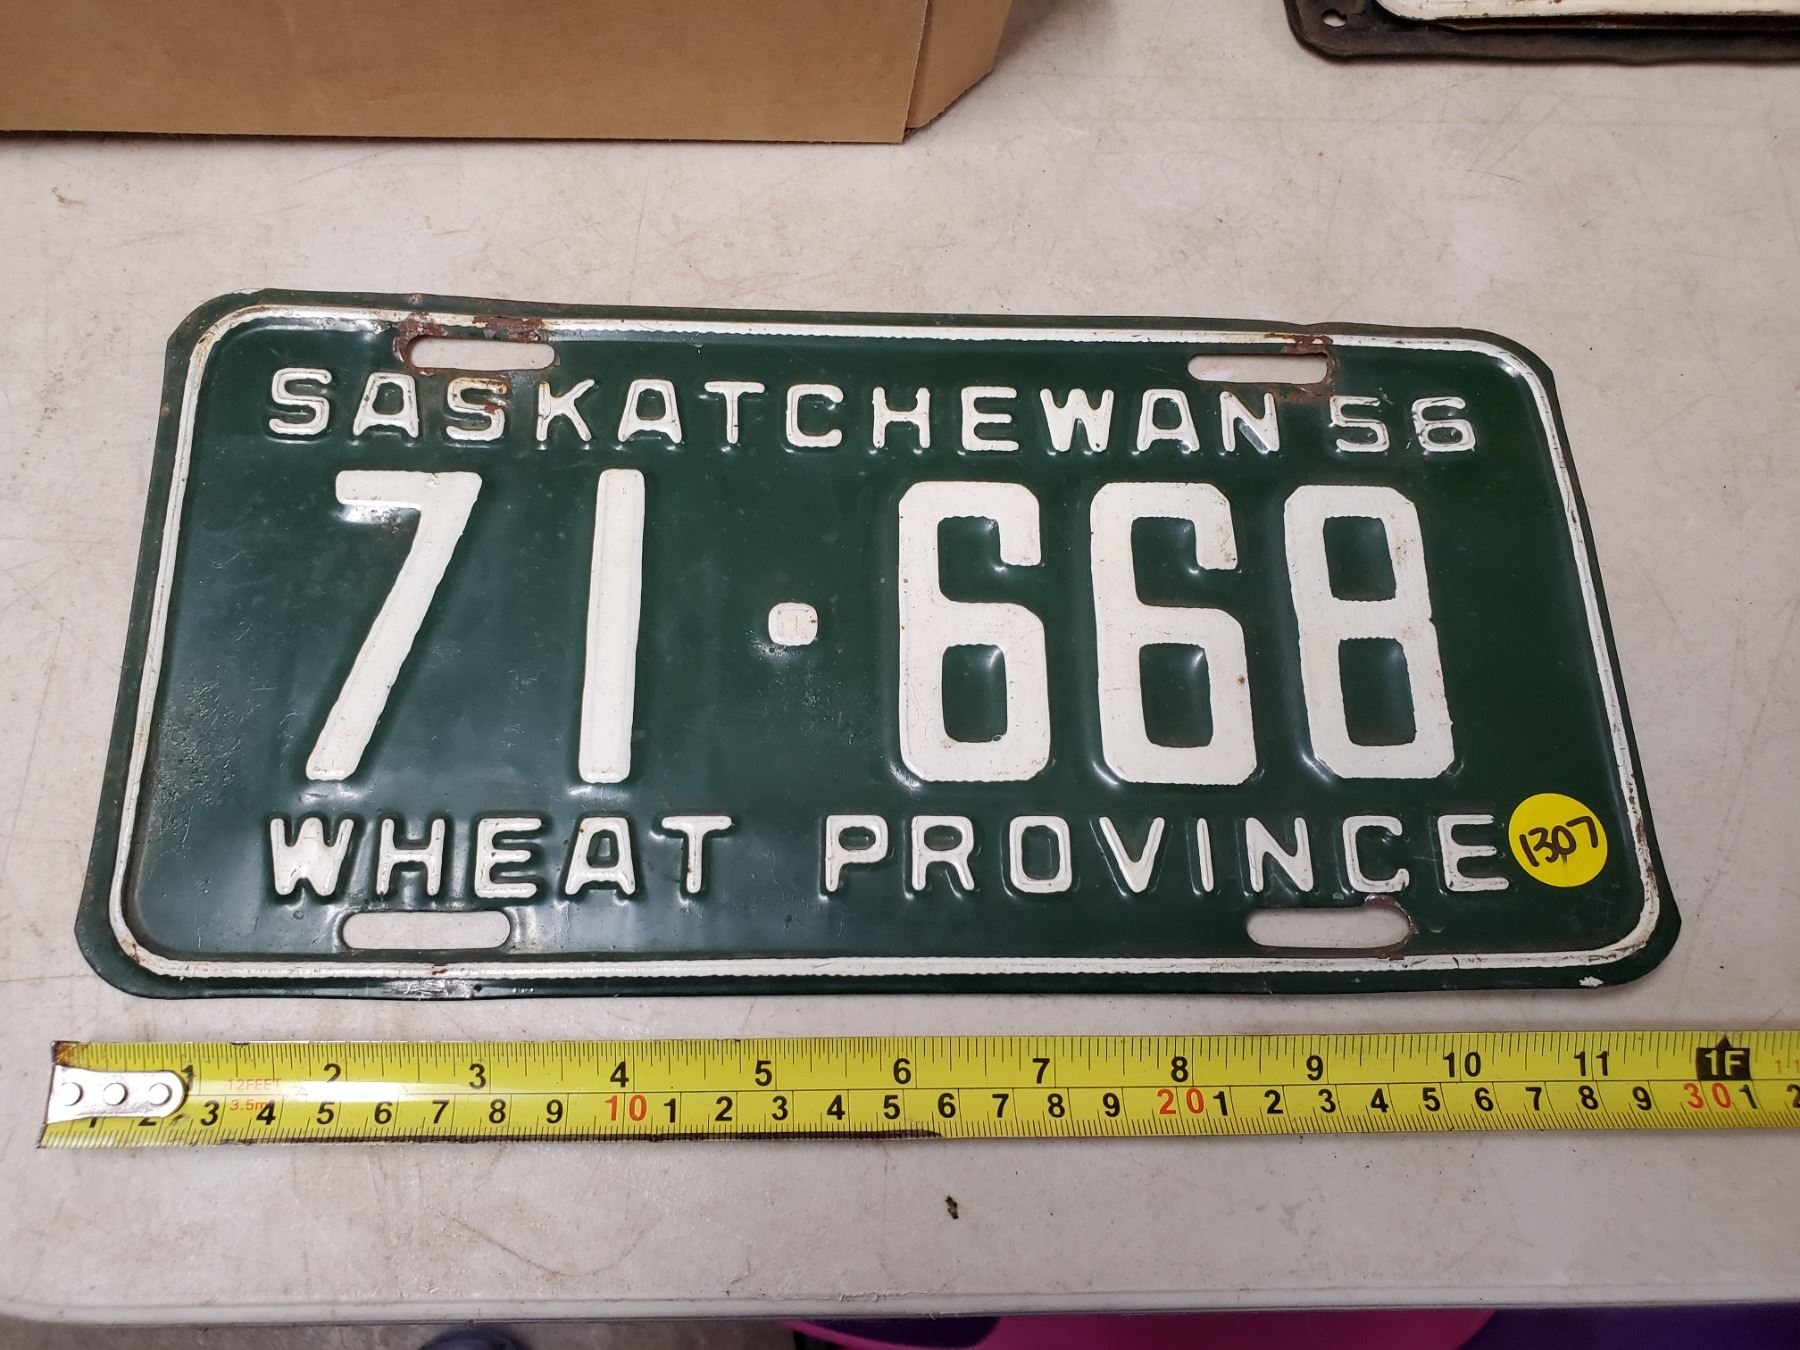 SASKATCHEWAN 56
71·668
WHEAT PROVINCE
1307
1 2 3 4 5 6 7 8 9 10 11 1F
12FEET
3.5m
1 2 3 4 5 6 7 8 9 10 1 2 3 4 5 6 7 8 9 20 1 2 3 4 5 6 7 8 9 30 1 2